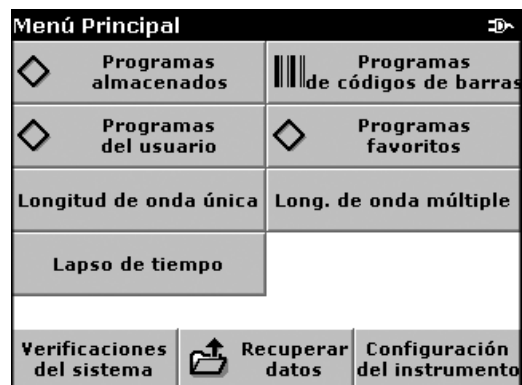 Menú Principal
Programas
almacenados
Programas
de códigos de barras
Programas
del usuario
Programas
favoritos
Longitud de onda única
Long. de onda múltiple
Lapso de tiempo
Verificaciones
del sistema
Recuperar
datos
Configuración
del instrumento